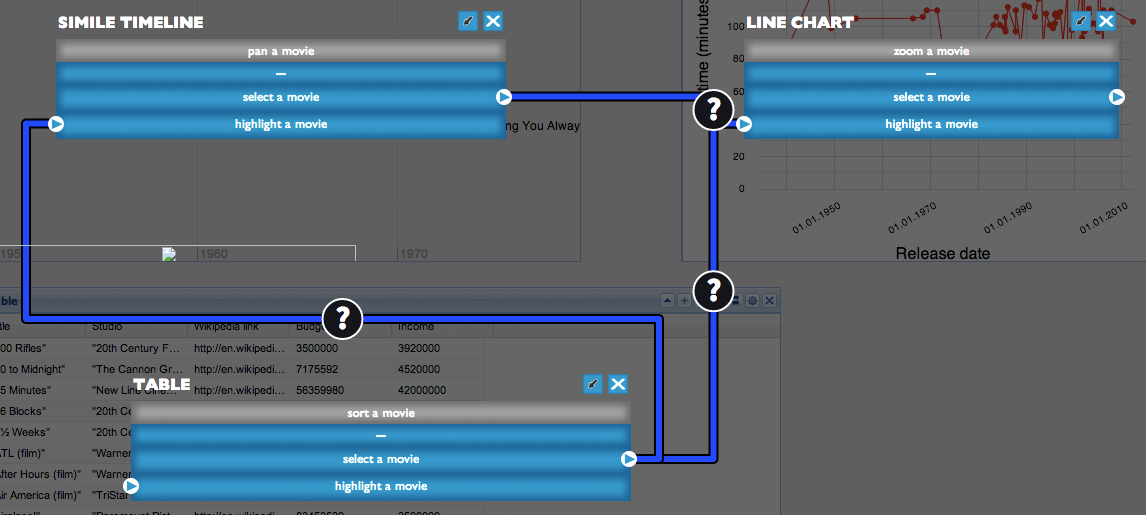 SIMILE TIMELINE
pan a movie
—
select a movie
highlight a movie
LINE CHART
zoom a movie
—
select a movie
highlight a movie
?
?
?
100
80
60
20
0
time (minutes
01.01.1950
01.01.1970
01.01.1990
01.01.2010
Release date
ng You Alway
195
1960
1970
ble
tle Studio Wikipedia link Budg Income
00 Rifles" "20th Century F... http://en.wikipedi... 3500000 3920000
0 to Midnight" "The Cannon Gr... http://en.wikipedi... 7175592 4520000
5 Minutes" "New Line Cine... http://en.wikipedi... 56359980 42000000
6 Blocks" "20th Ce
½ Weeks" "20th Ce
ATL (film)" "Warner
After Hours (film)" "Warner
Air America (film)" "TriStar
TABLE
sort a movie
—
select a movie
highlight a movie